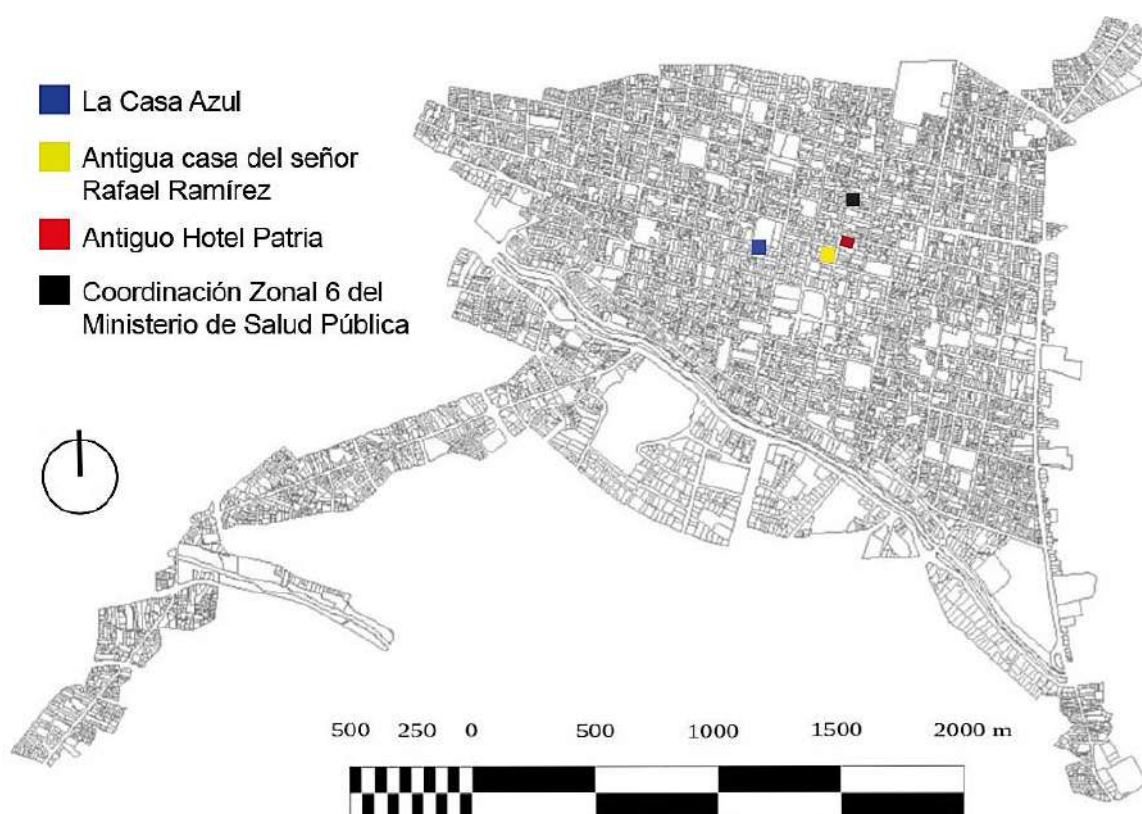 La Casa Azul
Antigua casa del señor
Rafael Ramírez
Antiguo Hotel Patria
Coordinación Zonal 6 del
Ministerio de Salud Pública
500 250 0 500 1000 1500 2000 m